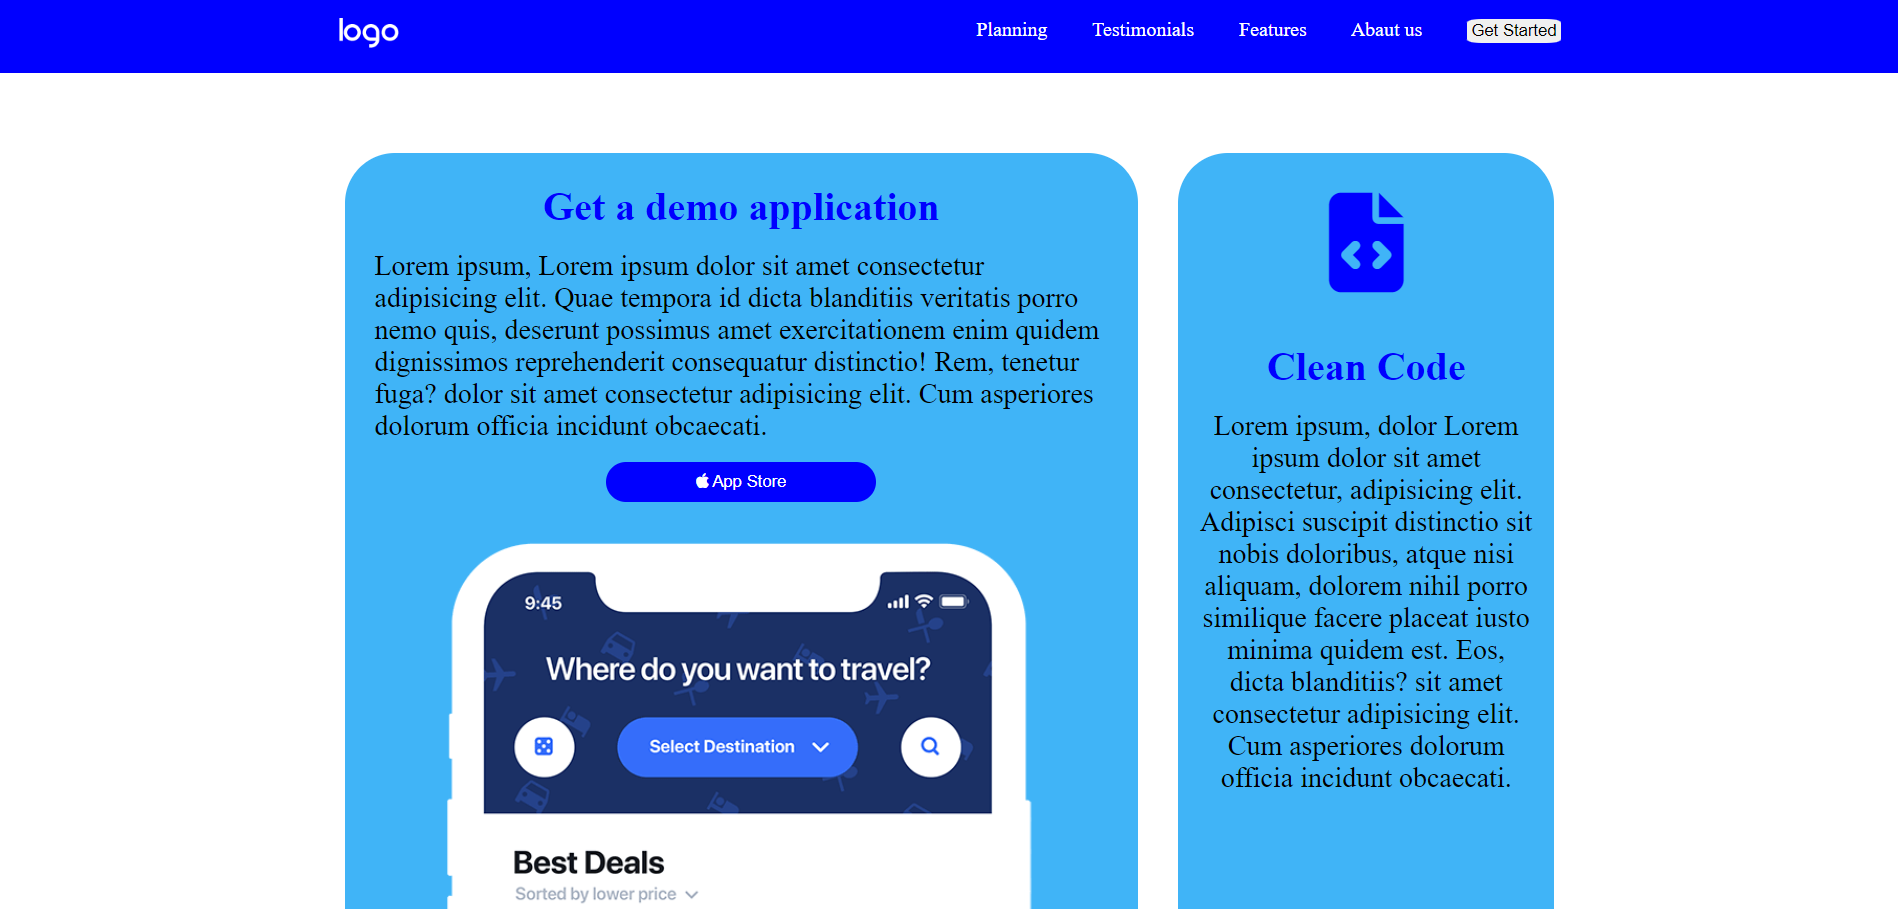 logo
Planning
Testimonials
Features
Abaut us
Get Started
Get a demo application
Lorem ipsum, Lorem ipsum dolor sit amet consectetur
adipisicing elit. Quae tempora id dicta blanditiis veritatis porro
nemo quis, deserunt possimus amet exercitationem enim quidem
dignissimos reprehenderit consequatur distinctio! Rem, tenetur
fuga? dolor sit amet consectetur adipisicing elit. Cum asperiores
dolorum officia incidunt obcaecati.
App Store
9:45
Where do you want to travel?
Select Destination
Best Deals
Sorted by lower price
Clean Code
Lorem ipsum, dolor Lorem
ipsum dolor sit amet
consectetur, adipisicing elit.
Adipisci suscipit distinctio sit
nobis doloribus, atque nisi
aliquam, dolorem nihil porro
similique facere placeat iusto
minima quidem est. Eos,
dicta blanditiis? sit amet
consectetur adipisicing elit.
Cum asperiores dolorum
officia incidunt obcaecati.